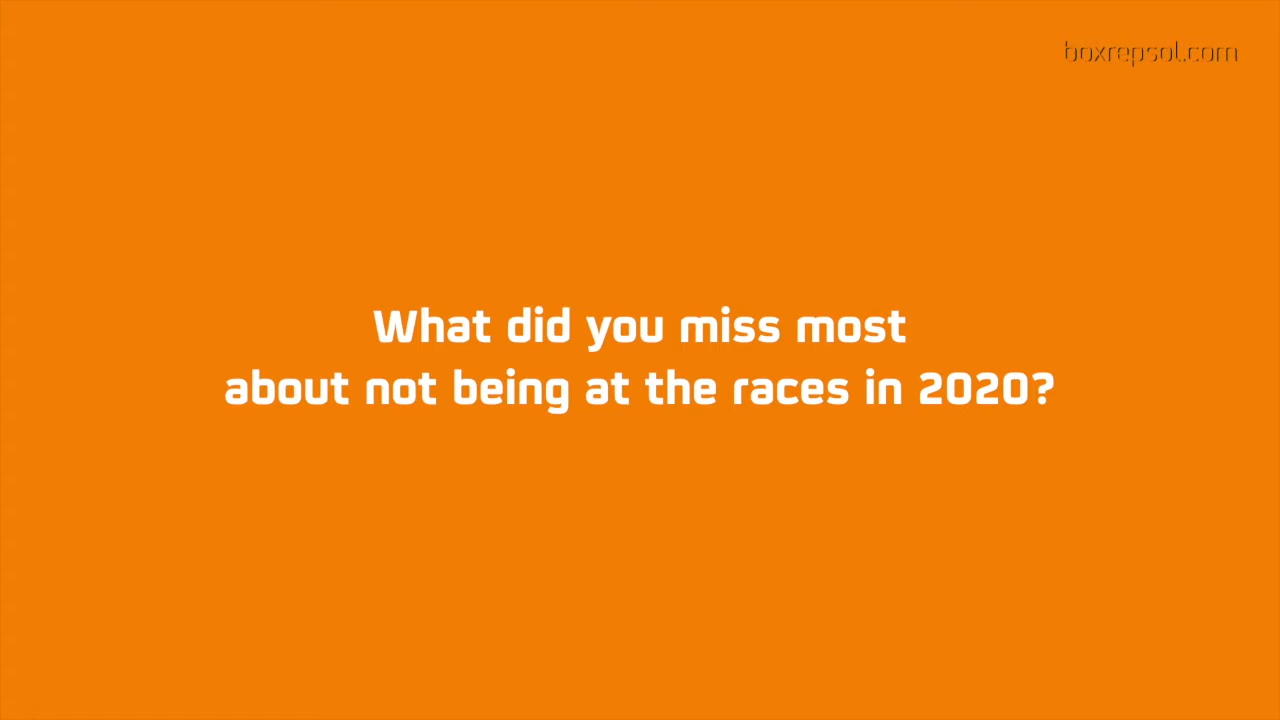 boxrepsol.com
What did you miss most
about not being at the races in 2020?